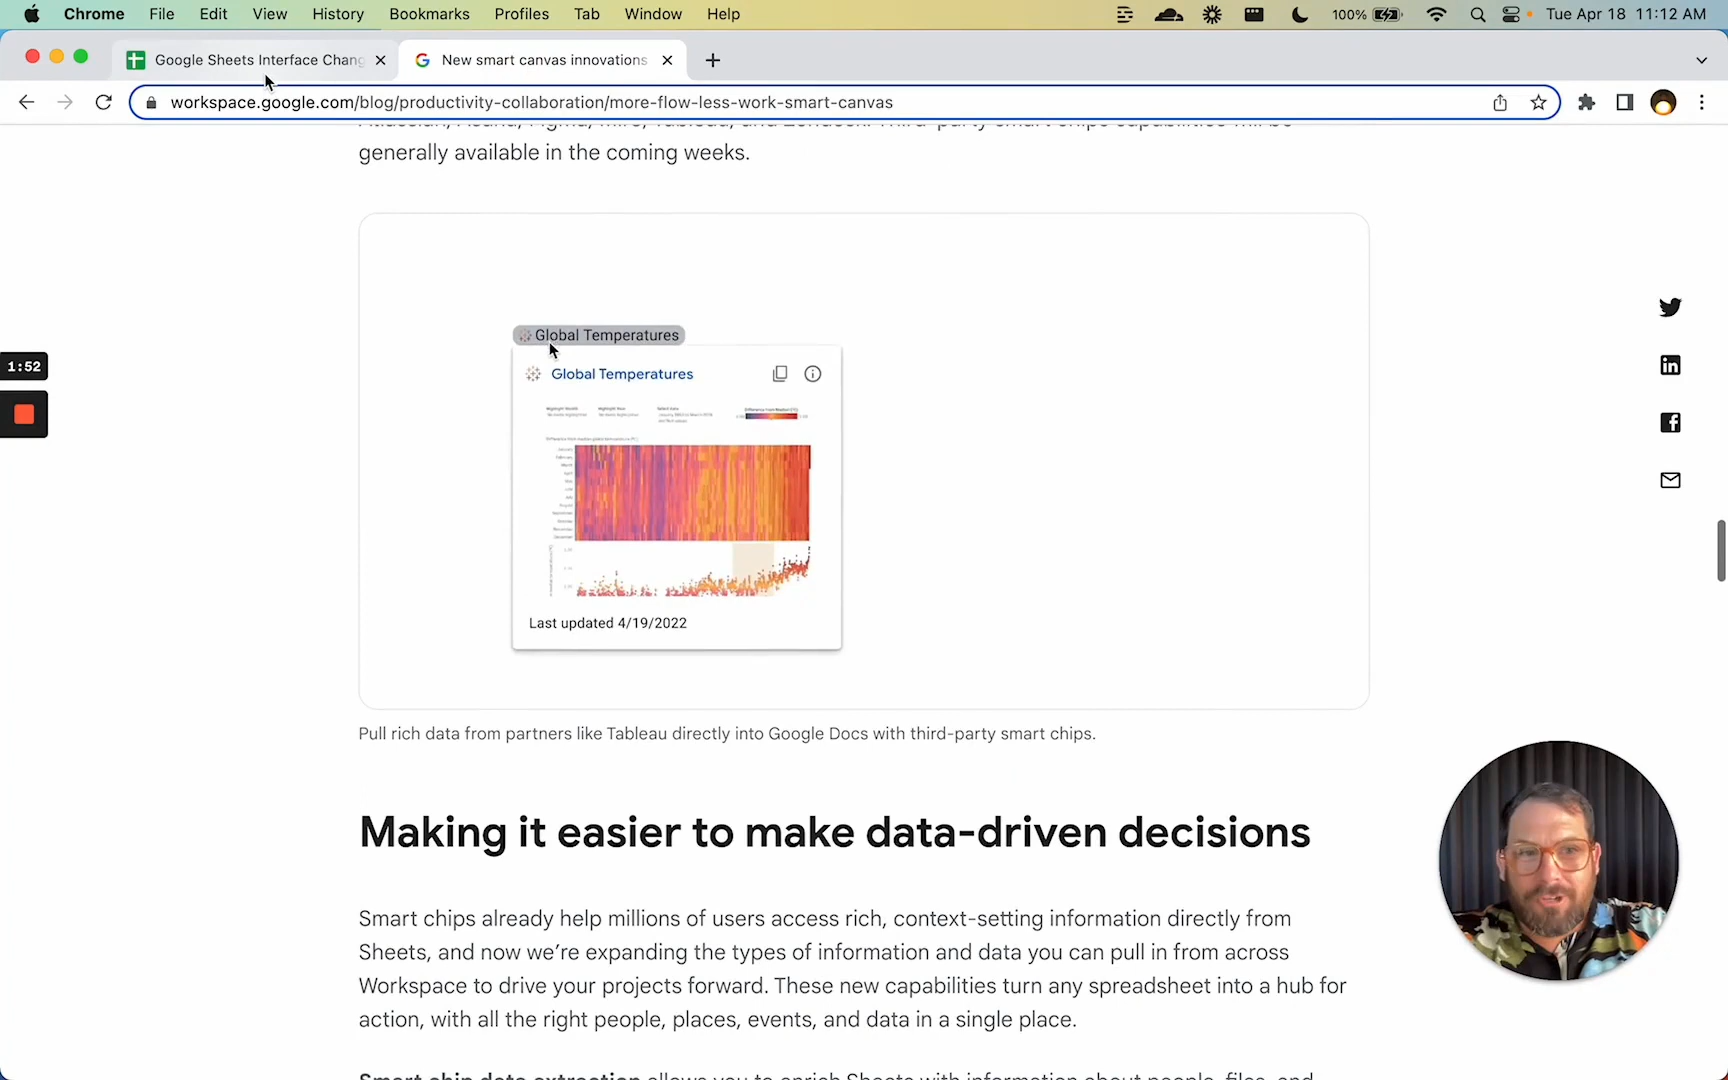 Chrome File Edit View History Bookmarks Profiles Tab Window Help 100% Tue Apr 18 11:12 AM
Google Sheets Interface Chang New smart canvas innovations
workspace.google.com/blog/productivity-collaboration/more-flow-less-work-smart-canvas
generally available in the coming weeks.
Global Temperatures
1:52
Global Temperatures
Last updated 4/19/2022
Pull rich data from partners like Tableau directly into Google Docs with third-party smart chips.
Making it easier to make data-driven decisions
Smart chips already help millions of users access rich, context-setting information directly from
Sheets, and now we're expanding the types of information and data you can pull in from across
Workspace to drive your projects forward. These new capabilities turn any spreadsheet into a hub for
action, with all the right people, places, events, and data in a single place.